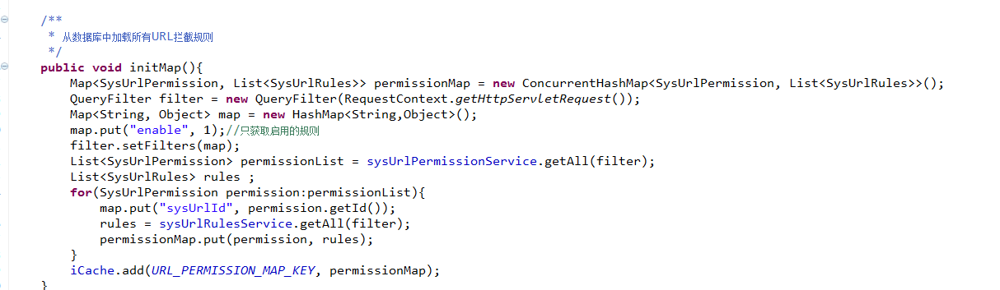 /**
 * 从数据库中加载所有URL拦截规则
 */
public void initMap(){
    Map<SysUrlPermission, List<SysUrlRules>> permissionMap = new ConcurrentHashMap<SysUrlPermission, List<SysUrlRules>>();
    QueryFilter filter = new QueryFilter(RequestContext.getHttpServletRequest());
    Map<String, Object> map = new HashMap<String,Object>();
    map.put("enable", 1);//只获取启用的规则
    filter.setFilters(map);
    List<SysUrlPermission> permissionList = sysUrlPermissionService.getAll(filter);
    List<SysUrlRules> rules ;
    for(SysUrlPermission permission:permissionList){
        map.put("sysUrlId", permission.getId());
        rules = sysUrlRulesService.getAll(filter);
        permissionMap.put(permission, rules);
    }
    iCache.add(URL_PERMISSION_MAP_KEY, permissionMap);
}